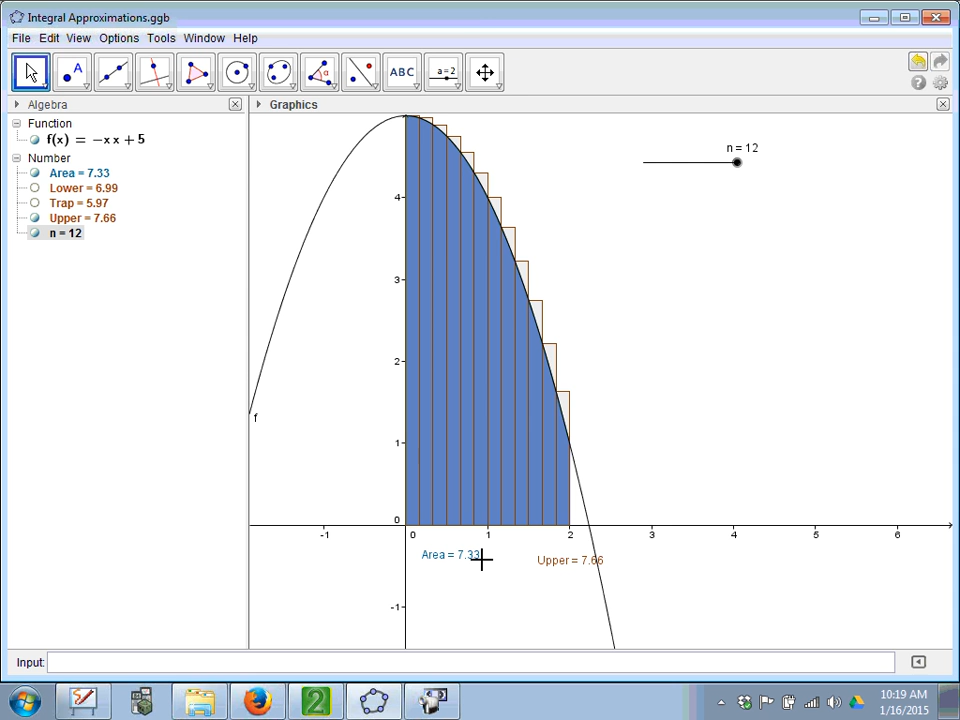 Integral Approximations.ggb
File Edit View Options Tools Window Help
A
α
ABC
a = 2
Algebra
Graphics
Function
f(x) = −x x + 5
Number
Area = 7.33
Lower = 6.99
Trap = 5.97
Upper = 7.66
n = 12
n = 12
4
3
2
1
0
-1
-1
0
1
2
3
4
5
6
f
Area = 7.33
Upper = 7.66
Input:
2
10:19 AM
1/16/2015